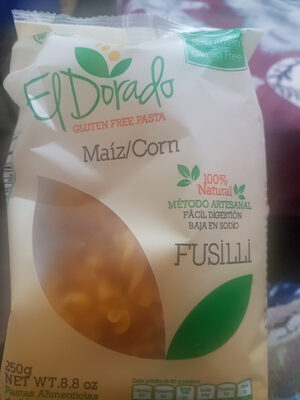 El Dorado
GLUTEN FREE PASTA
Maíz/Corn
100%
Natural
MÉTODO ARTESANAL
FÁCIL DIGESTIÓN
BAJA EN SODIO
FUSILLI
250g
NET WT.8.8 oz
Pastas Alimenticias